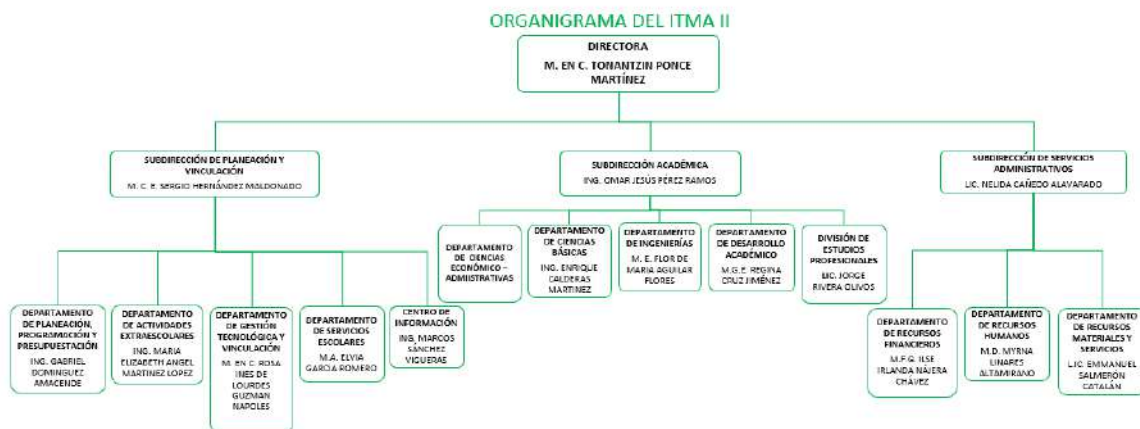 ORGANIGRAMA DEL ITMA II
DIRECTORA
M. EN C. TONANTZIN PONCE
MARTÍNEZ
SUBDIRECCIÓN DE PLANEACIÓN Y
VINCULACIÓN
M. C. E. SERGIO HERNÁNDEZ MALDONADO
SUBDIRECCIÓN ACADÉMICA
ING. OMAR JESÚS PÉREZ RAMOS
SUBDIRECCIÓN DE SERVICIOS
ADMINISTRATIVOS
LIC. NELIDA CAÑEDO ALAVARADO
DEPARTAMENTO DE PLANEACIÓN,
PROGRAMACIÓN Y
PRESUPUESTACIÓN
ING. GABRIEL
DOMINGUEZ
AMACENDE
DEPARTAMENTO
DE ACTIVIDADES
EXTRAESCOLARES
ING. MARIA
ELIZABETH ANGEL
MARTINEZ LOPEZ
DEPARTAMENTO
DE GESTIÓN
TECNOLÓGICA Y
VINCULACIÓN
M. EN C. ROSA
INES DE
LOURDES
GUZMAN
NAPOLES
DEPARTAMENTO
DE SERVICIOS
ESCOLARES
M.A. ELVIA
GARCIA ROMERO
CENTRO DE
INFORMACIÓN
ING. MARCOS
SÁNCHEZ
VIGUERAS
DEPARTAMENTO
DE CIENCIAS
ECONÓMICO –
ADMIISTRATIVAS
DEPARTAMENTO
DE CIENCIAS
BÁSICAS
ING. ENRIQUE
CALDERAS
MARTINEZ
DEPARTAMENTO
DE INGENIERÍAS
M. E. FLOR DE
MARIA AGUILAR
FLORES
DEPARTAMENTO
DE DESARROLLO
ACADÉMICO
M.G.E. REGINA
CRUZ JIMÉNEZ
DIVISIÓN DE
ESTUDIOS
PROFESIONALES
LIC. JORGE
RIVERA OLIVOS
DEPARTAMENTO
DE RECURSOS
FINANCIEROS
M.F.Q. ILSE
IRLANDA NÁJERA
CHÁVEZ
DEPARTAMENTO
DE RECURSOS
HUMANOS
M.D. MYRNA
LINARES
ALTAMIRANO
DEPARTAMENTO
DE RECURSOS
MATERIALES Y
SERVICIOS
LIC. EMMANUEL
SALMERÓN
CATALÁN